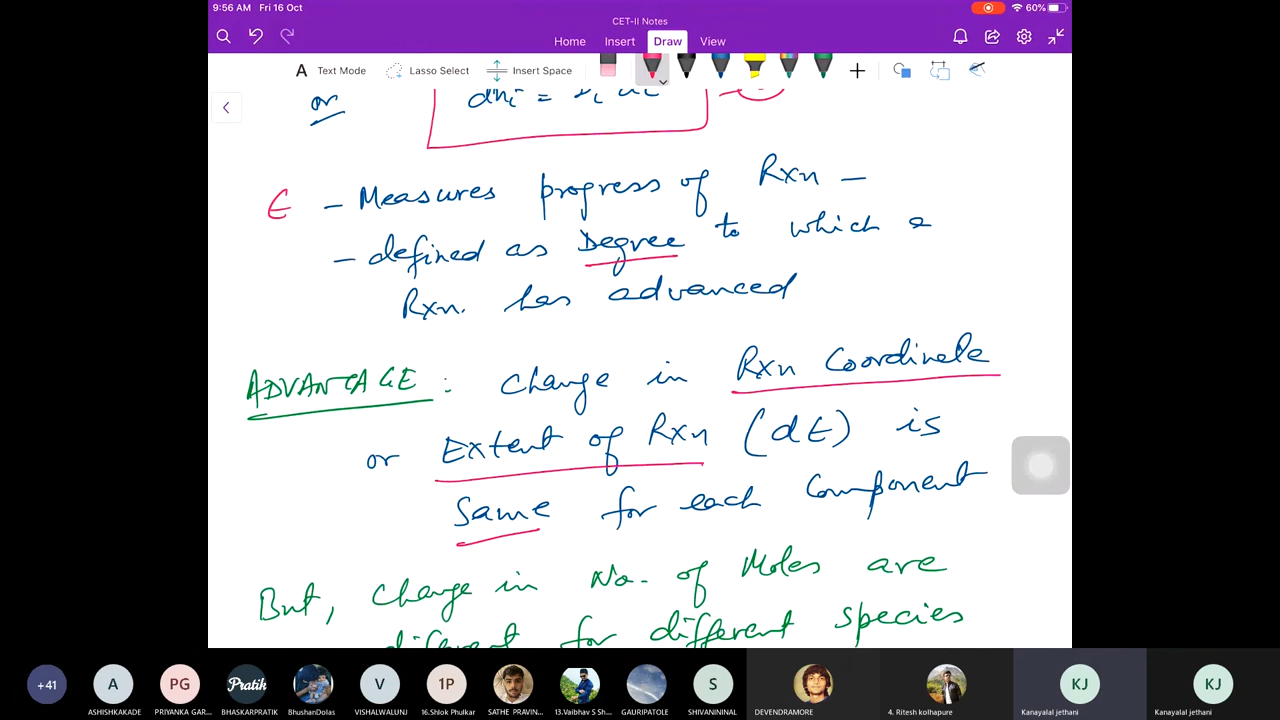 9:56 AM Fri 16 Oct
60%
CET-II Notes
Home Insert Draw View
A Text Mode Lasso Select Insert Space
or
dni =
ϵ - Measures progress of Rxn -
- defined as Degree to which a
Rxn. has advanced
ADVANTAGE : Change in Rxn Coordinate
or Extent of Rxn (dϵ) is
Same for each Component
But, change in No. of Moles are
different for different species
+41 A PG Pratik V 1P S KJ KJ
ASHISHKAKADE PRIYANKA GAR... BHASKARPRATIK BhushanDolas VISHALWALUNJ 16.Shlok Phulkar SATHE PRAVIN... 13.Vaibhav S Sh... GAURIPATOLE SHIVANINIMAL DEVENDRAMORE 4. Ritesh kolhapure Kanayalal jethani Kanayalal jethani